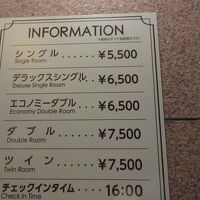 INFORMATION
シングル ¥5,500
Single Room
デラックスシングル ¥6,500
Deluxe Single Room
エコノミーダブル ¥6,500
Economy Double Room
ダブル ¥7,500
Double Room
ツイン ¥7,500
Twin Room
チェックインタイム 16:00
Check in Time